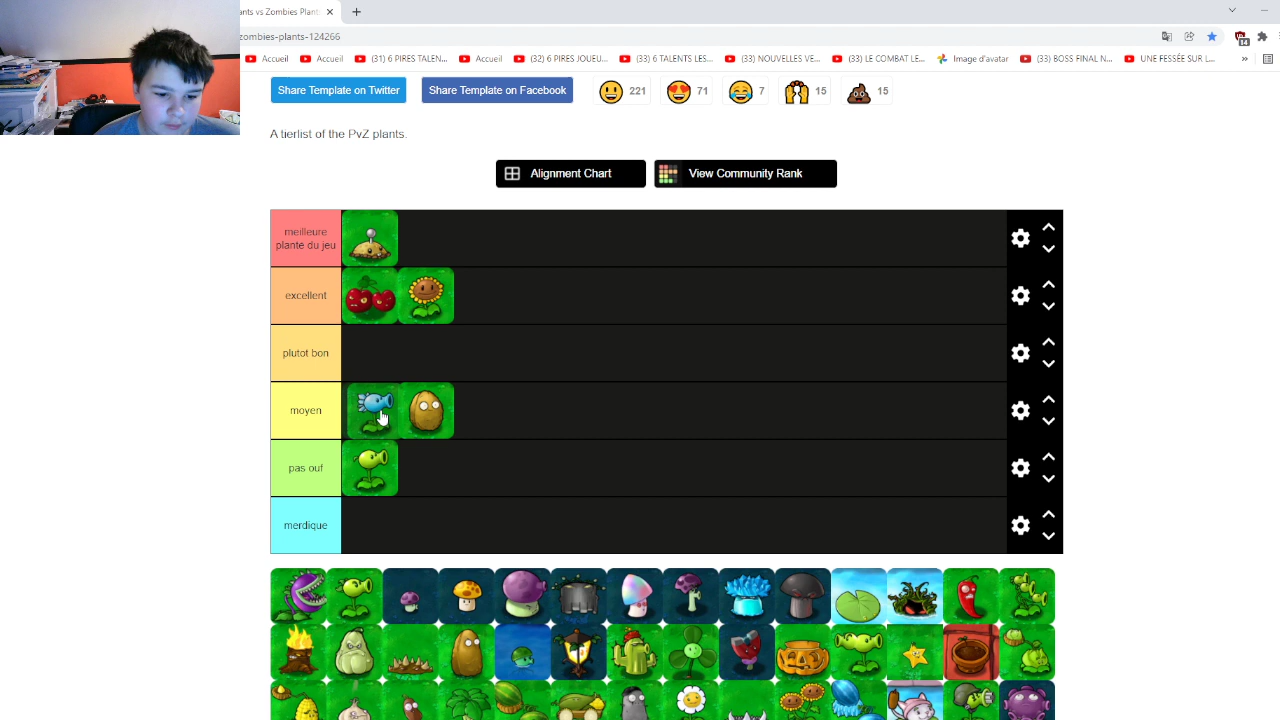 ants vs Zombies Plant
zombies-plants-124266
14
Accueil
Accueil
(31) 6 PIRES TALEN...
Accueil
(32) 6 PIRES JOUEU...
(33) 6 TALENTS LES...
(33) NOUVELLES VE...
(33) LE COMBAT LE...
Image d'avatar
(33) BOSS FINAL N...
UNE FESSÉE SUR L...
Share Template on Twitter
Share Template on Facebook
221
71
7
15
15
A tierlist of the PvZ plants.
Alignment Chart
View Community Rank
meilleure
plante du jeu
excellent
plutot bon
moyen
pas ouf
merdique